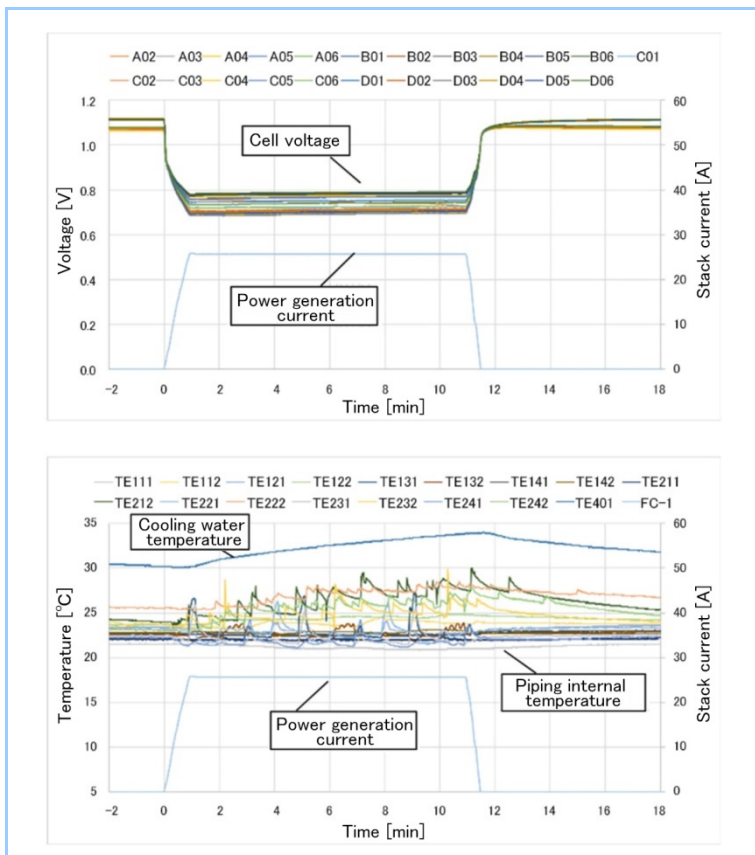 A02 A03 A04 A05 A06 B01 B02 B03 B04 B05 B06 C01
C02 C03 C04 C05 C06 D01 D02 D03 D04 D05 D06
1.2
1.0
0.8
0.6
0.4
0.2
0.0
Voltage [V]
Cell voltage
Power generation
current
60
50
40
30
20
10
0
Stack current [A]
-2 0 2 4 6 8 10 12 14 16 18
Time [min]
TE111 TE112 TE121 TE122 TE131 TE132 TE141 TE142 TE211
TE212 TE221 TE222 TE231 TE232 TE241 TE242 TE401 FC-1
35
30
25
20
15
10
5
Temperature [℃]
Cooling water
temperature
Piping internal
temperature
Power generation
current
60
50
40
30
20
10
0
Stack current [A]
-2 0 2 4 6 8 10 12 14 16 18
Time [min]